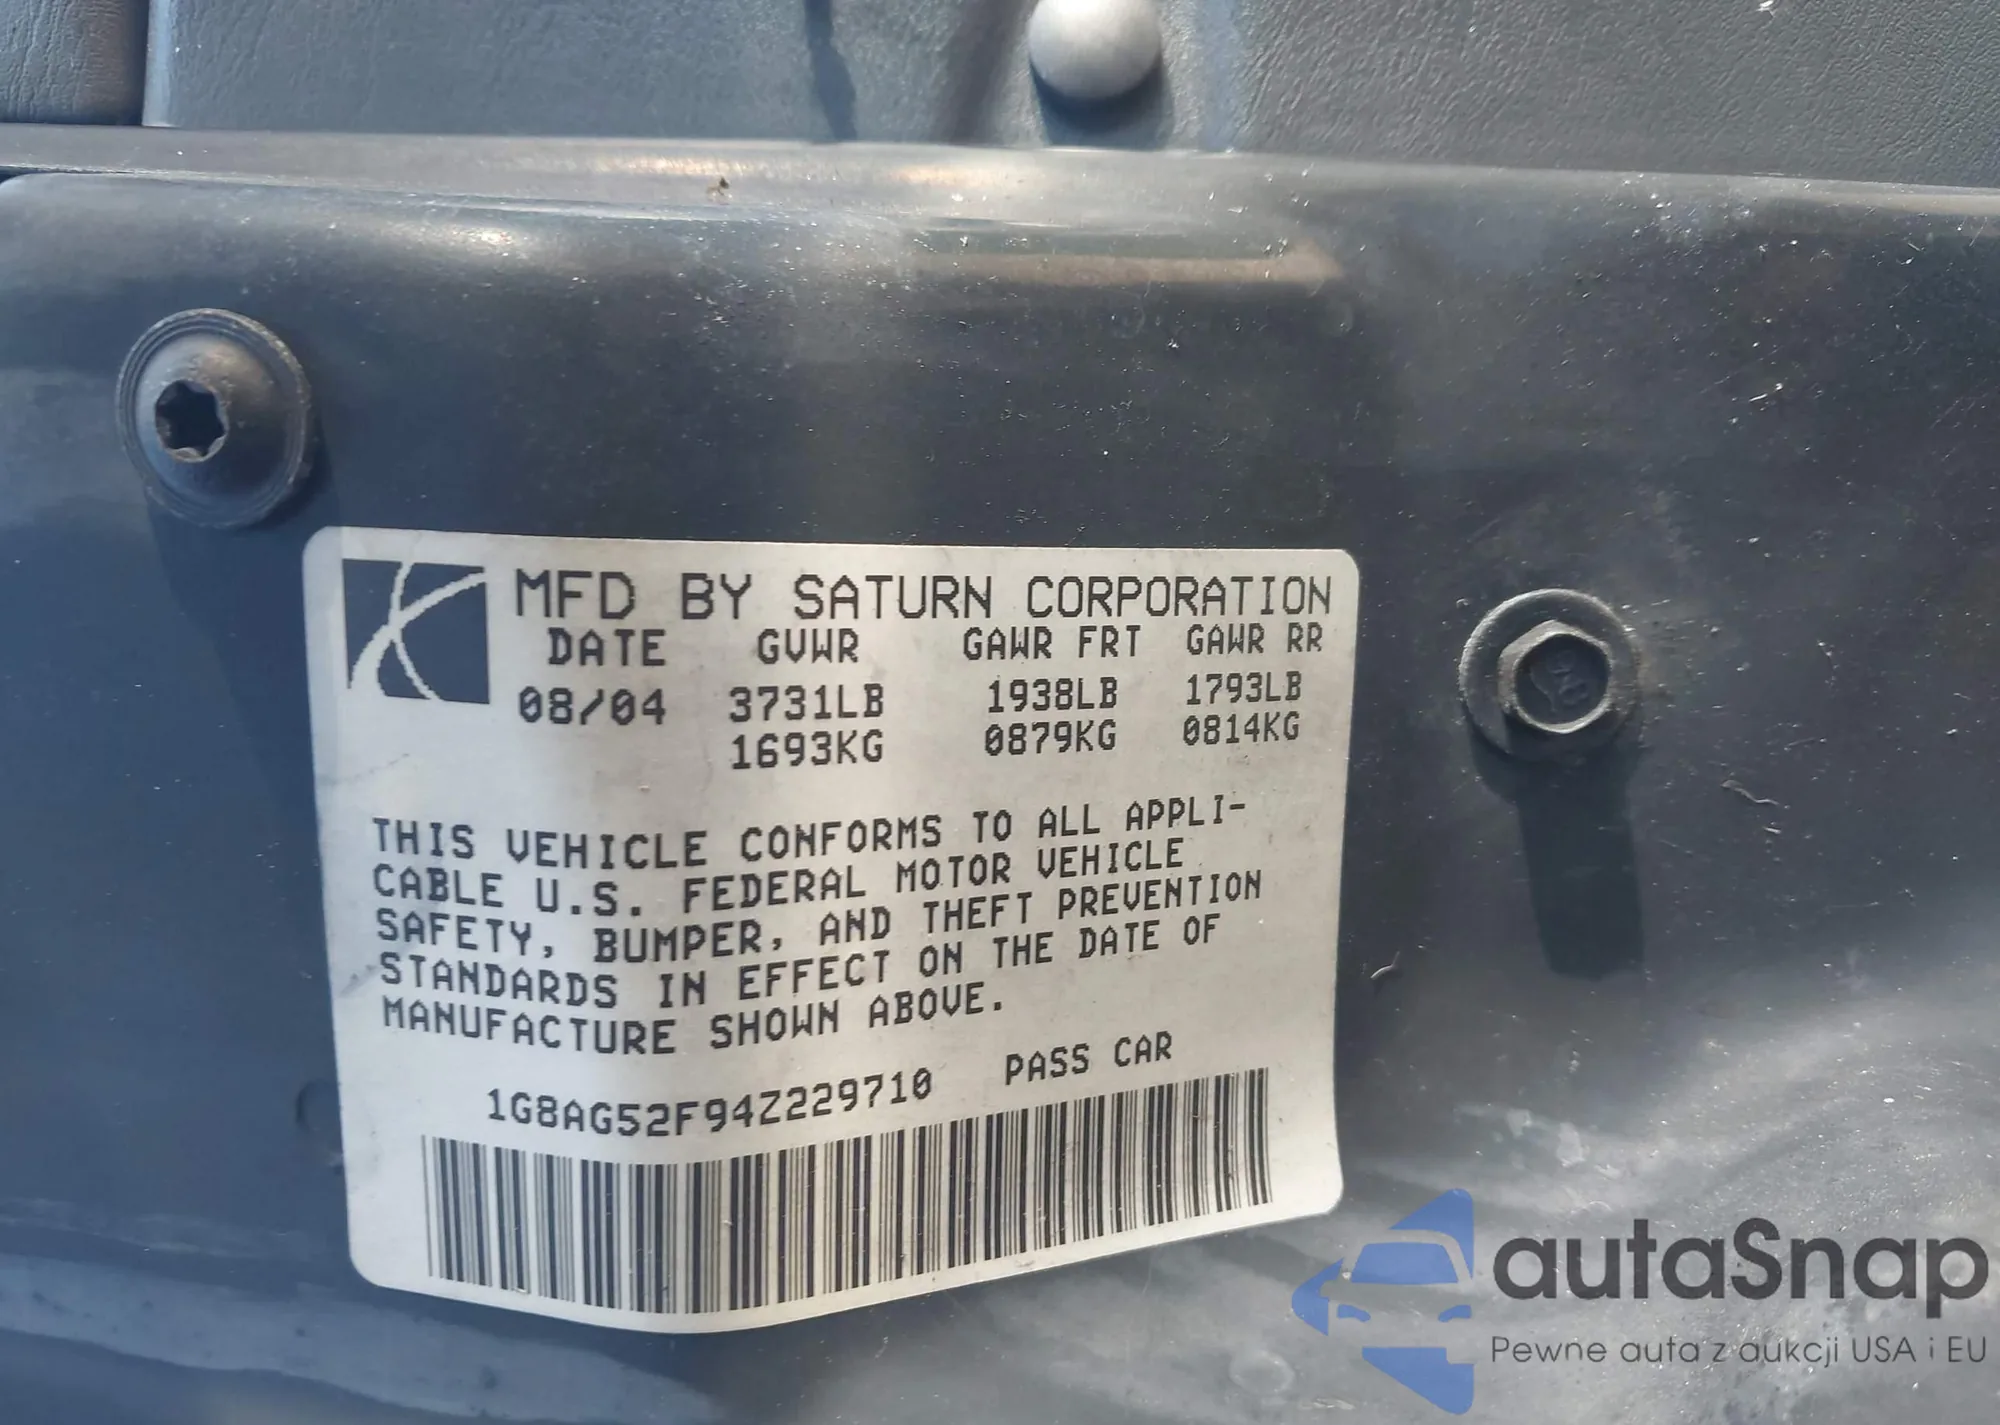 MFD BY SATURN CORPORATION
DATE GVWR GAWR FRT GAWR RR
08/04 3731LB 1938LB 1793LB
1693KG 0879KG 0814KG
THIS VEHICLE CONFORMS TO ALL APPLI-
CABLE U.S. FEDERAL MOTOR VEHICLE
SAFETY, BUMPER, AND THEFT PREVENTION
STANDARDS IN EFFECT ON THE DATE OF
MANUFACTURE SHOWN ABOVE.
1G8AG52F94Z229710 PASS CAR
autaSnap
Pewne auta z aukcji USA i EU